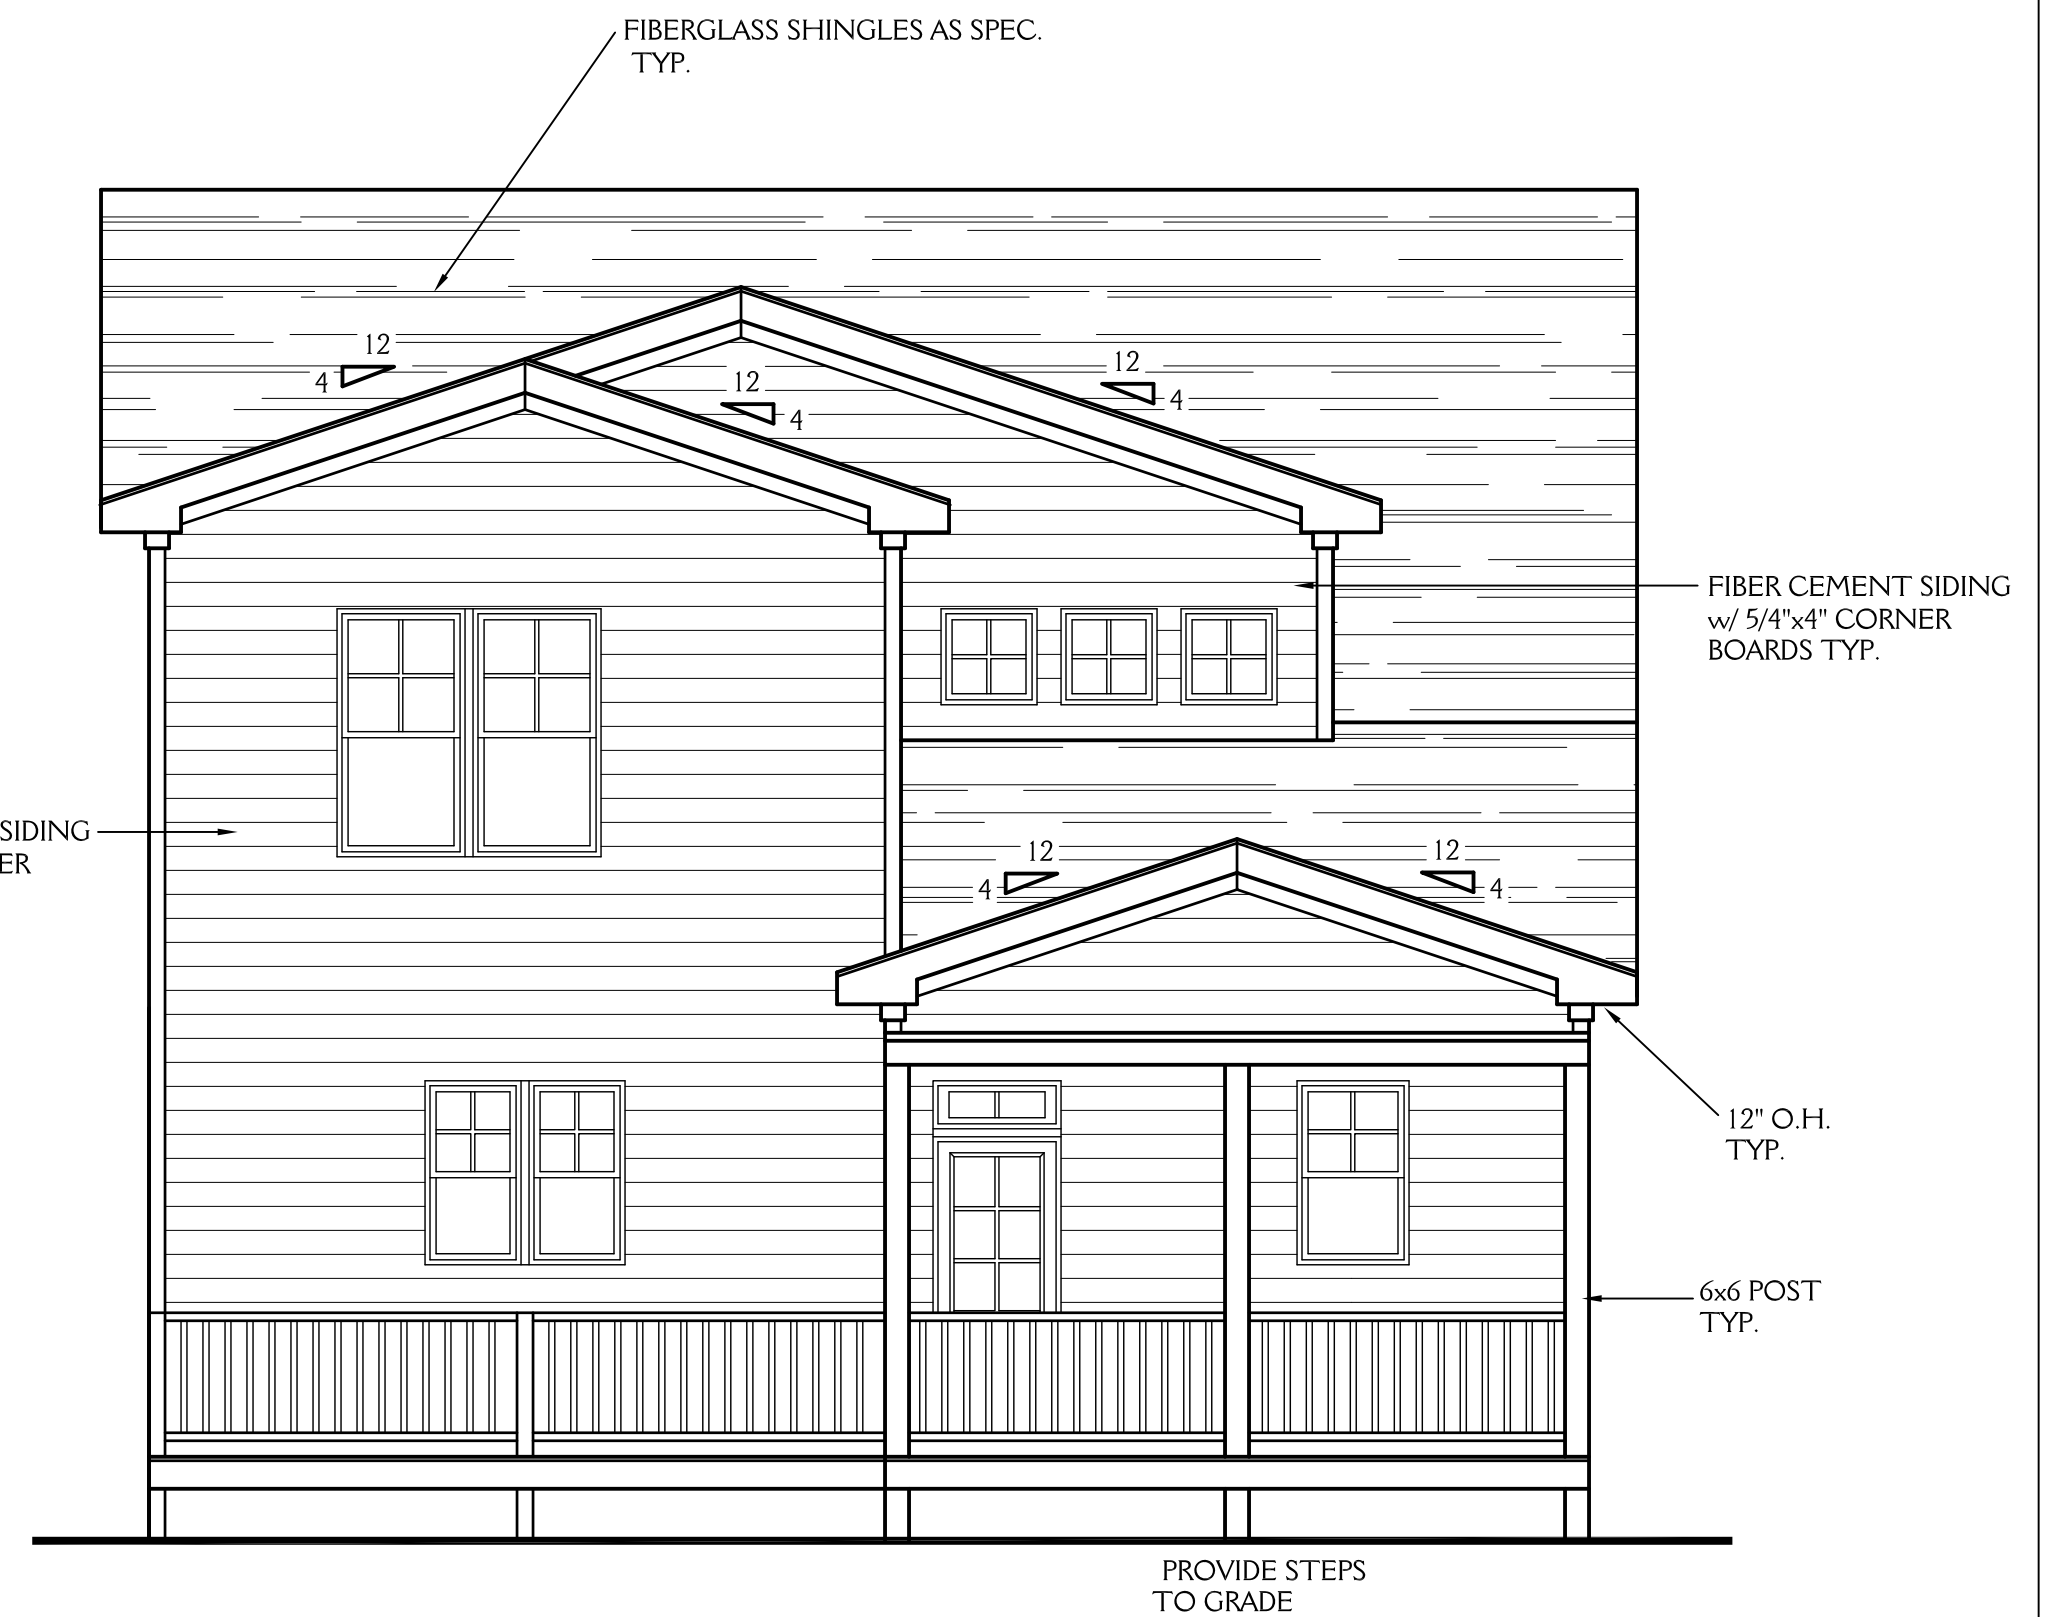 FIBERGLASS SHINGLES AS SPEC.
TYP.
12
4
12
4
12
4
FIBER CEMENT SIDING
w/ 5/4"x4" CORNER
BOARDS TYP.
SIDING
ER
12
4
12
4
12" O.H.
TYP.
6x6 POST
TYP.
PROVIDE STEPS
TO GRADE